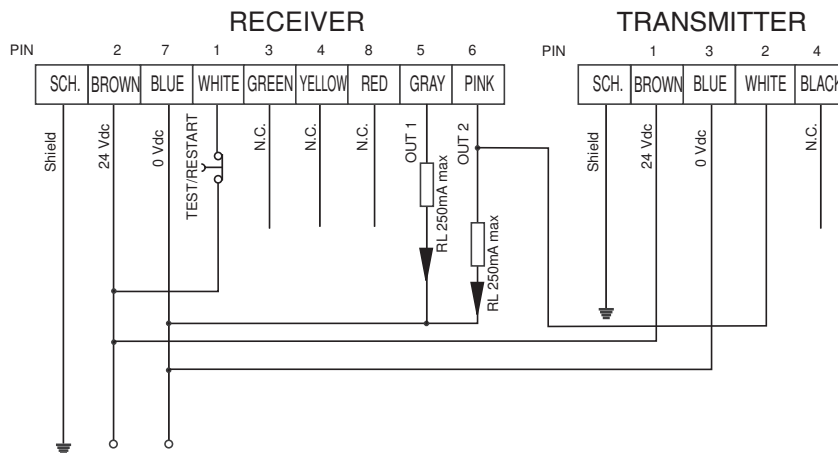 RECEIVER
TRANSMITTER
PIN 2 7 1 3 4 8 5 6
PIN 1 3 2 4
SCH. BROWN BLUE WHITE GREEN YELLOW RED GRAY PINK
SCH. BROWN BLUE WHITE BLACK
Shield
24 Vdc
0 Vdc
TEST/RESTART
N.C.
N.C.
N.C.
OUT 1
RL 250mA max
OUT 2
RL 250mA max
Shield
24 Vdc
0 Vdc
N.C.